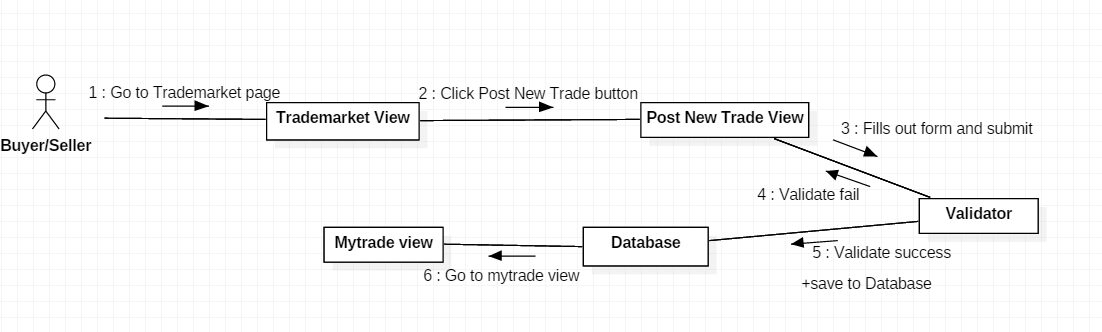 1 : Go to Trademarket page
2 : Click Post New Trade button
Trademarket View
Post New Trade View
3 : Fills out form and submit
Buyer/Seller
4 : Validate fail
Validator
Mytrade view
Database
5 : Validate success
6 : Go to mytrade view
+save to Database